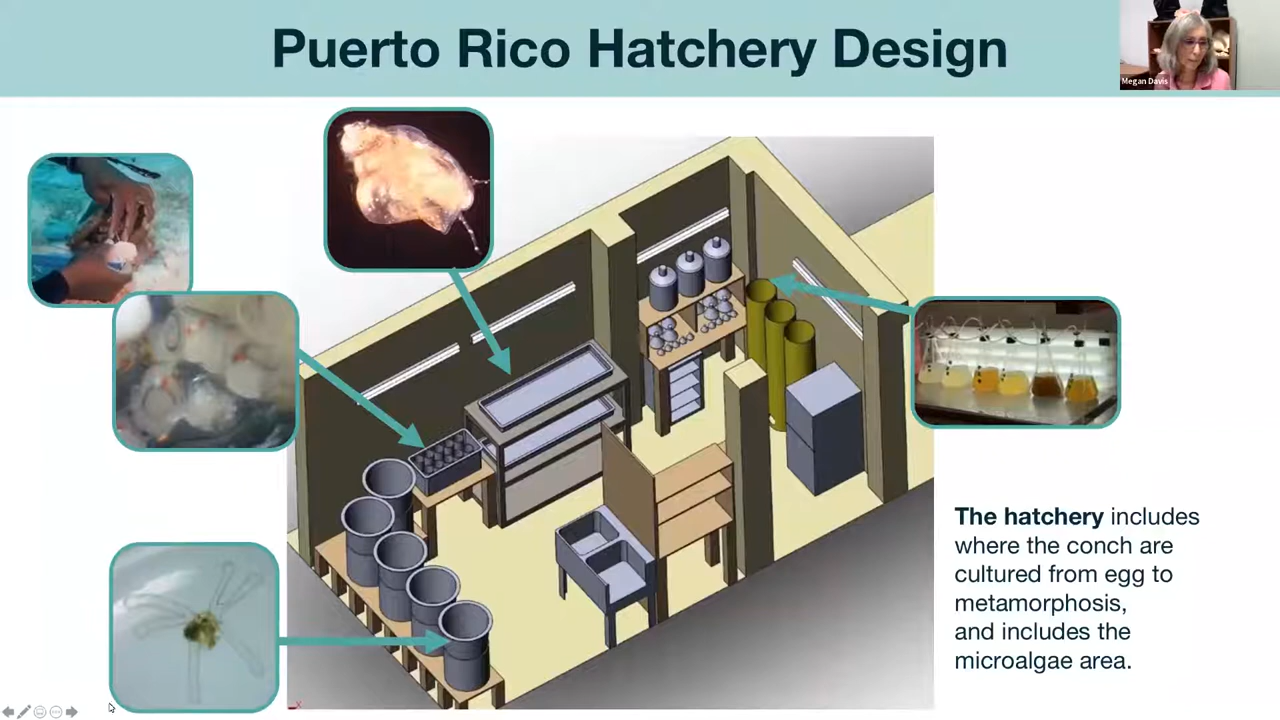 Puerto Rico Hatchery Design
Megan Davis
The hatchery includes
where the conch are
cultured from egg to
metamorphosis,
and includes the
microalgae area.